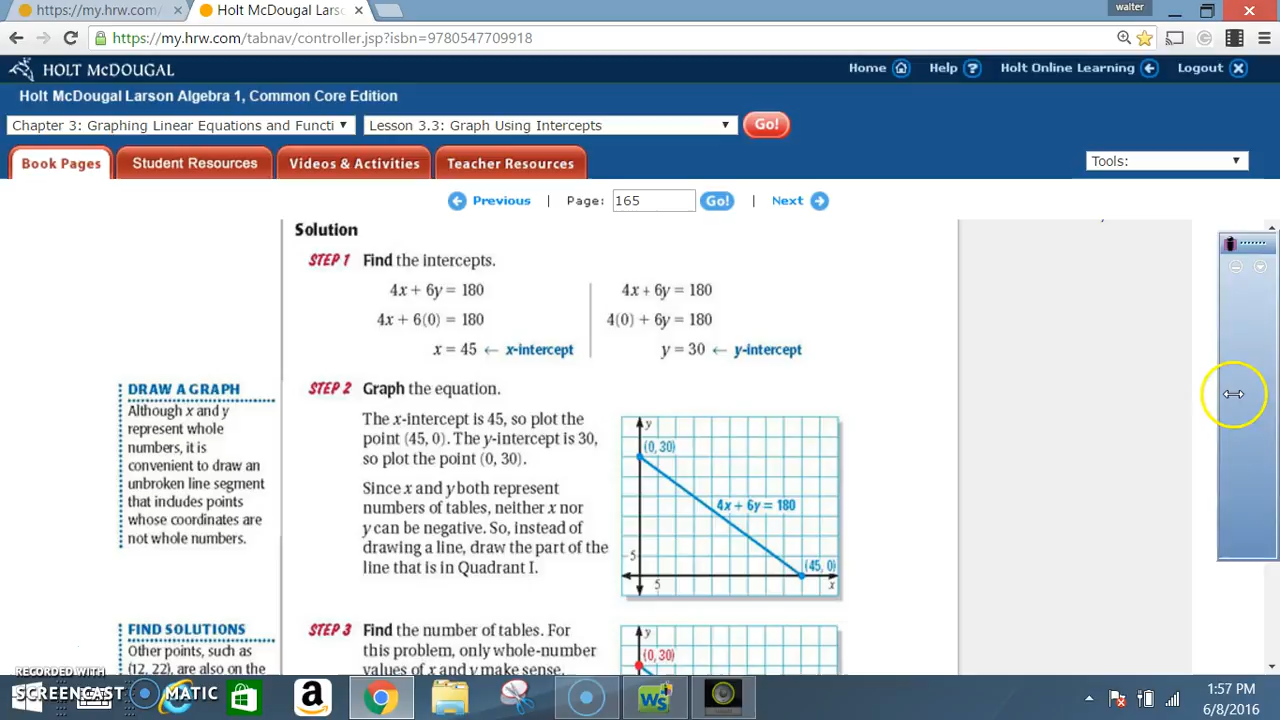 https://my.hrw.com/tabnav/
Holt McDougal Lars
walter
https://my.hrw.com/tabnav/controller.jsp?isbn=9780547709918
HOLT MCDOUGAL
Home
Help ?
Holt Online Learning
Logout
Holt McDougal Larson Algebra 1, Common Core Edition
Chapter 3: Graphing Linear Equations and Functi
Lesson 3.3: Graph Using Intercepts
Go!
Book Pages
Student Resources
Videos & Activities
Teacher Resources
Tools:
Previous | Page: 165 Go! | Next
Solution
STEP 1 Find the intercepts.
4x + 6y = 180
4x + 6(0) = 180
x = 45 ← x-intercept
4x + 6y = 180
4(0) + 6y = 180
y = 30 ← y-intercept
DRAW A GRAPH
Although x and y
represent whole
numbers, it is
convenient to draw an
unbroken line segment
that includes points
whose coordinates are
not whole numbers.
STEP 2 Graph the equation.
The x-intercept is 45, so plot the
point (45, 0). The y-intercept is 30,
so plot the point (0, 30).
Since x and y both represent
numbers of tables, neither x nor
y can be negative. So, instead of
drawing a line, draw the part of the
line that is in Quadrant I.
y
(0, 30)
4x + 6y = 180
5
(45, 0)
5
x
FIND SOLUTIONS
Other points, such as
(12, 22), are also on the
STEP 3 Find the number of tables. For
this problem, only whole-number
values of x and y make sense.
y
(0, 30)
RECORDED WITH
SCREENCAST MATIC
WS
1:57 PM
6/8/2016